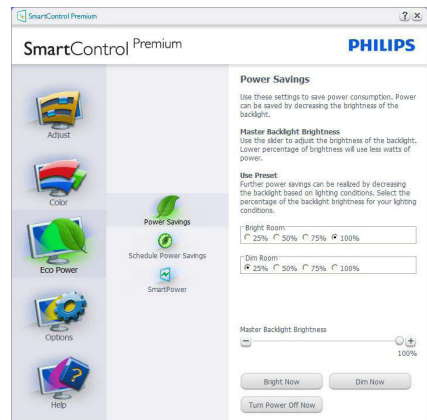 SmartControl Premium
SmartControl Premium
PHILIPS
Adjust
Color
Eco Power
Options
Help
Power Savings
Schedule Power Savings
SmartPower
Power Savings
Use these settings to save power consumption. Power
can be saved by decreasing the brightness of the
backlight.
Master Backlight Brightness
Use the slider to adjust the brightness of the backlight.
Lower percentage of brightness will use less watts of
power.
Use Preset
Further power savings can be realized by decreasing
the backlight based on lighting conditions. Select the
percentage of the backlight brightness for your lighting
conditions.
Bright Room
25% 50% 75% 100%
Dim Room
25% 50% 75% 100%
Master Backlight Brightness
100%
Bright Now Dim Now
Turn Power Off Now